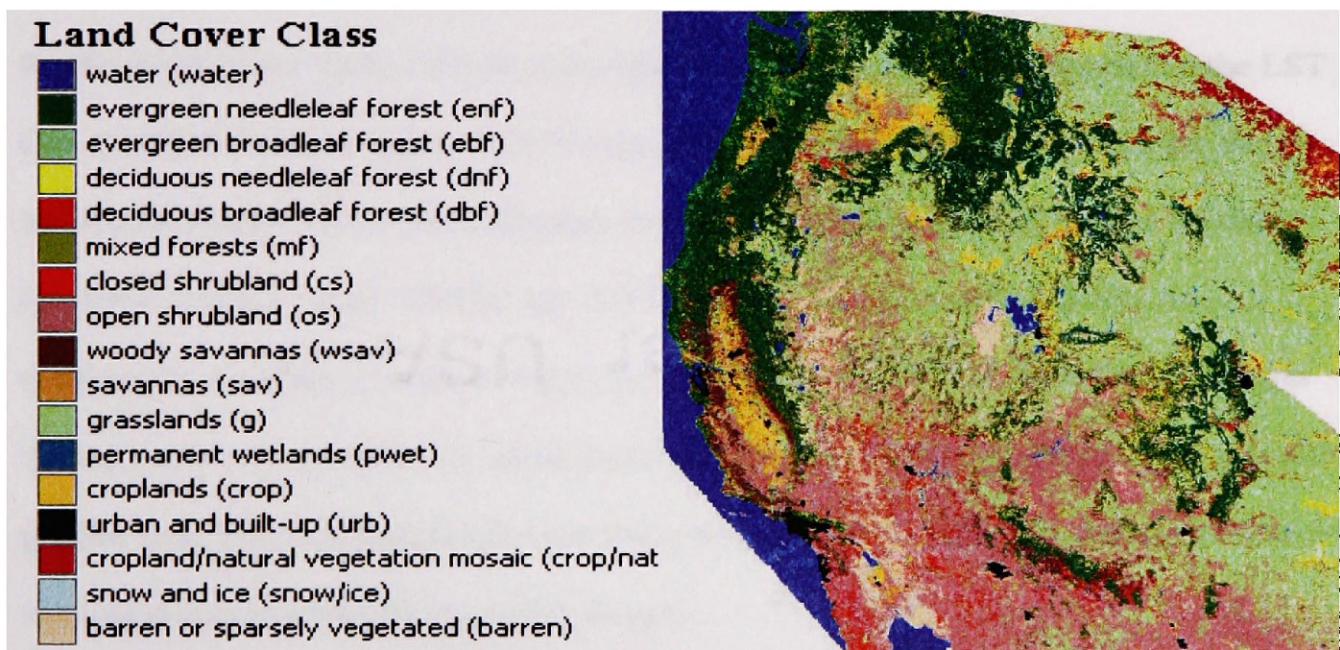 Land Cover Class
water (water)
evergreen needleleaf forest (enf)
evergreen broadleaf forest (ebf)
deciduous needleleaf forest (dnf)
deciduous broadleaf forest (dbf)
mixed forests (mf)
closed shrubland (cs)
open shrubland (os)
woody savannas (wsav)
savannas (sav)
grasslands (g)
permanent wetlands (pwet)
croplands (crop)
urban and built-up (urb)
cropland/natural vegetation mosaic (crop/nat
snow and ice (snow/ice)
barren or sparsely vegetated (barren)